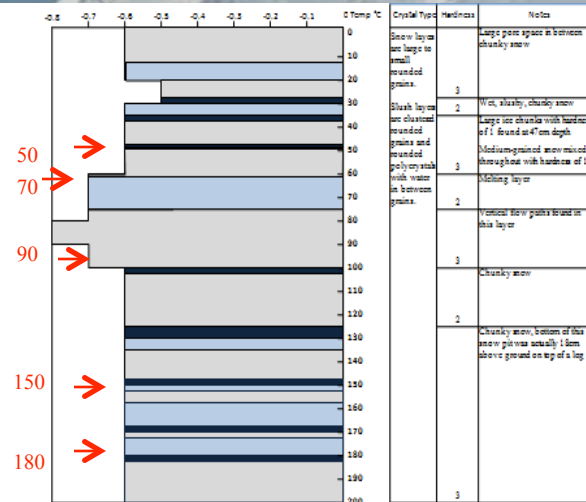 -0.8 -0.7 -0.6 -0.5 -0.4 -0.3 -0.2 -0.1 0 Temp °C Crystal Type Hardness Notes
0
10
20
30
40
50
60
70
80
90
100
110
120
130
140
150
160
170
180
190
200
50
70
90
150
180
Snow layes
are large to
small
rounded
grains.
Slush layes
are clusteed
rounded
grains and
rounded
polycrystals
with water
in between
grains.
3
2
3
2
3
2
3
Large pore space in between
chunky snow
Wet, slushy, chunky snow
Large ice chunks with hardnes
of 1 found at 47cm depth
Medium-grained snow mixed
throughout with hardness of 1
Melting layer
Vertical flow paths found in
this layer
Chunky snow
Chunky snow, bottom of this
snow pit was actually 18cm
above ground on top of a log